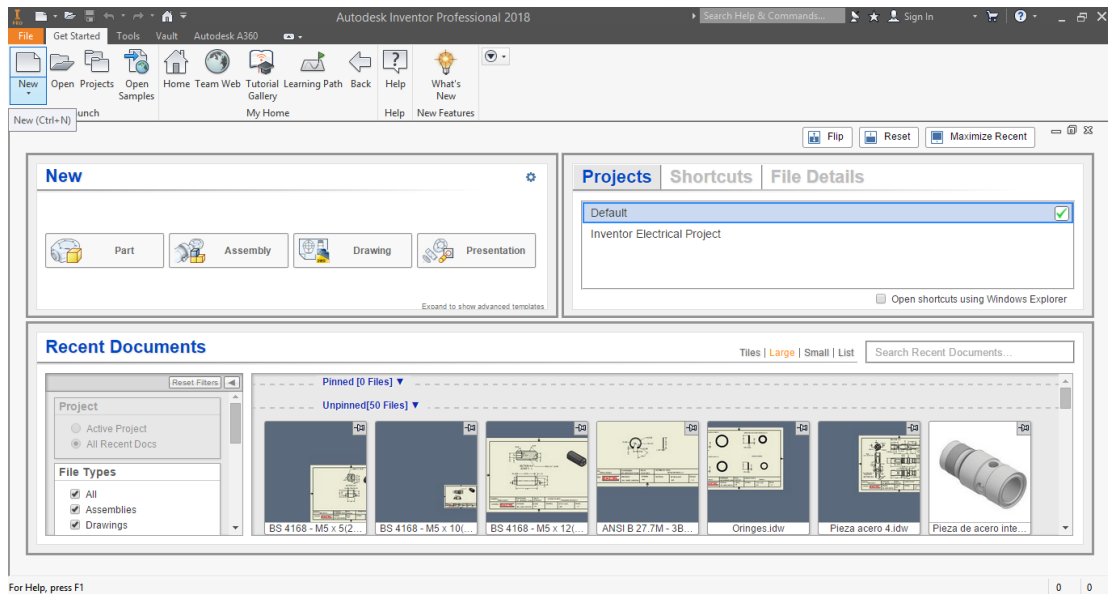 PRO
Autodesk Inventor Professional 2018
Search Help & Commands...
Sign In
File Get Started Tools Vault Autodesk A360
New Open Projects Open Samples Home Team Web Tutorial Gallery Learning Path Back Help What's New
unch My Home Help New Features
New (Ctrl+N)
Flip Reset Maximize Recent
New
Part Assembly Drawing Presentation
Expand to show advanced templates
Projects Shortcuts File Details
Default
Inventor Electrical Project
Open shortcuts using Windows Explorer
Recent Documents
Tiles | Large | Small | List
Search Recent Documents...
Reset Filters
Project
Active Project
All Recent Docs
File Types
All
Assemblies
Drawings
Pinned [0 Files]
Unpinned[50 Files]
BS 4168 - M5 x 5(2... BS 4168 - M5 x 10(... BS 4168 - M5 x 12(... ANSI B 27.7M - 3B... Oringes.idw Pieza acero 4.idw Pieza de acero inte...
For Help, press F1
0 0